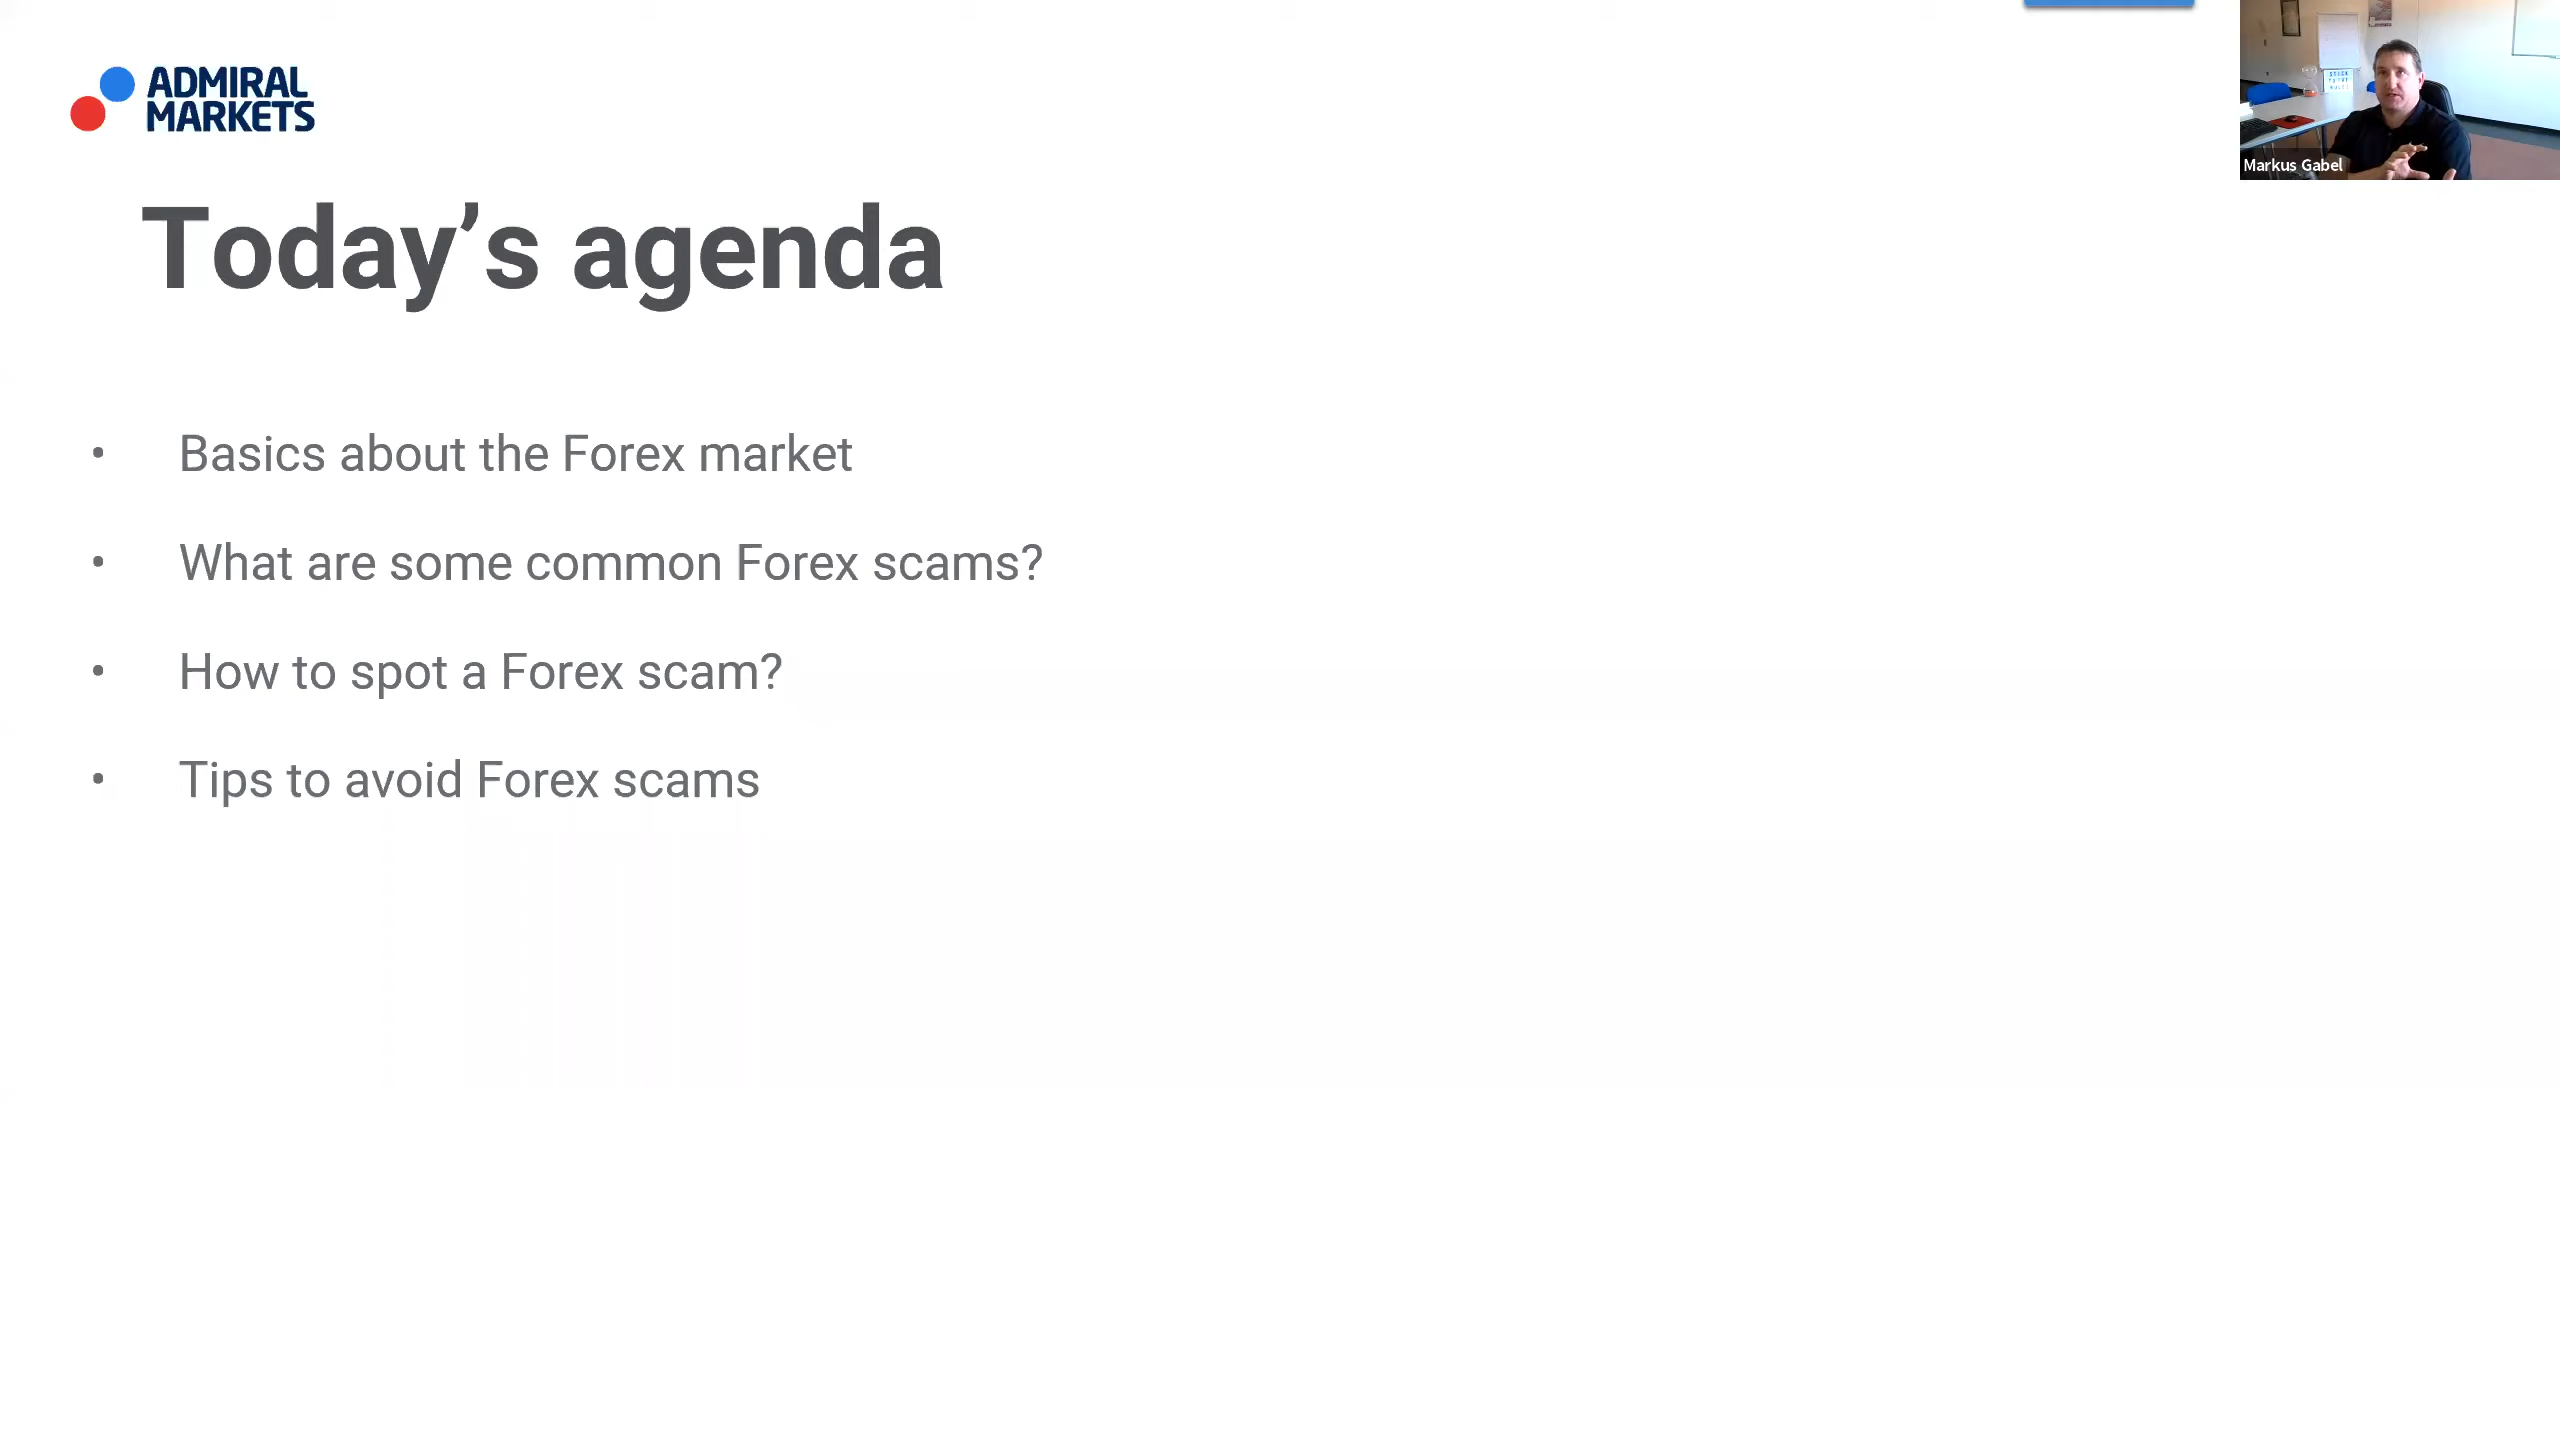 ADMIRAL
MARKETS
Markus Gabel
Today’s agenda
• Basics about the Forex market
• What are some common Forex scams?
• How to spot a Forex scam?
• Tips to avoid Forex scams